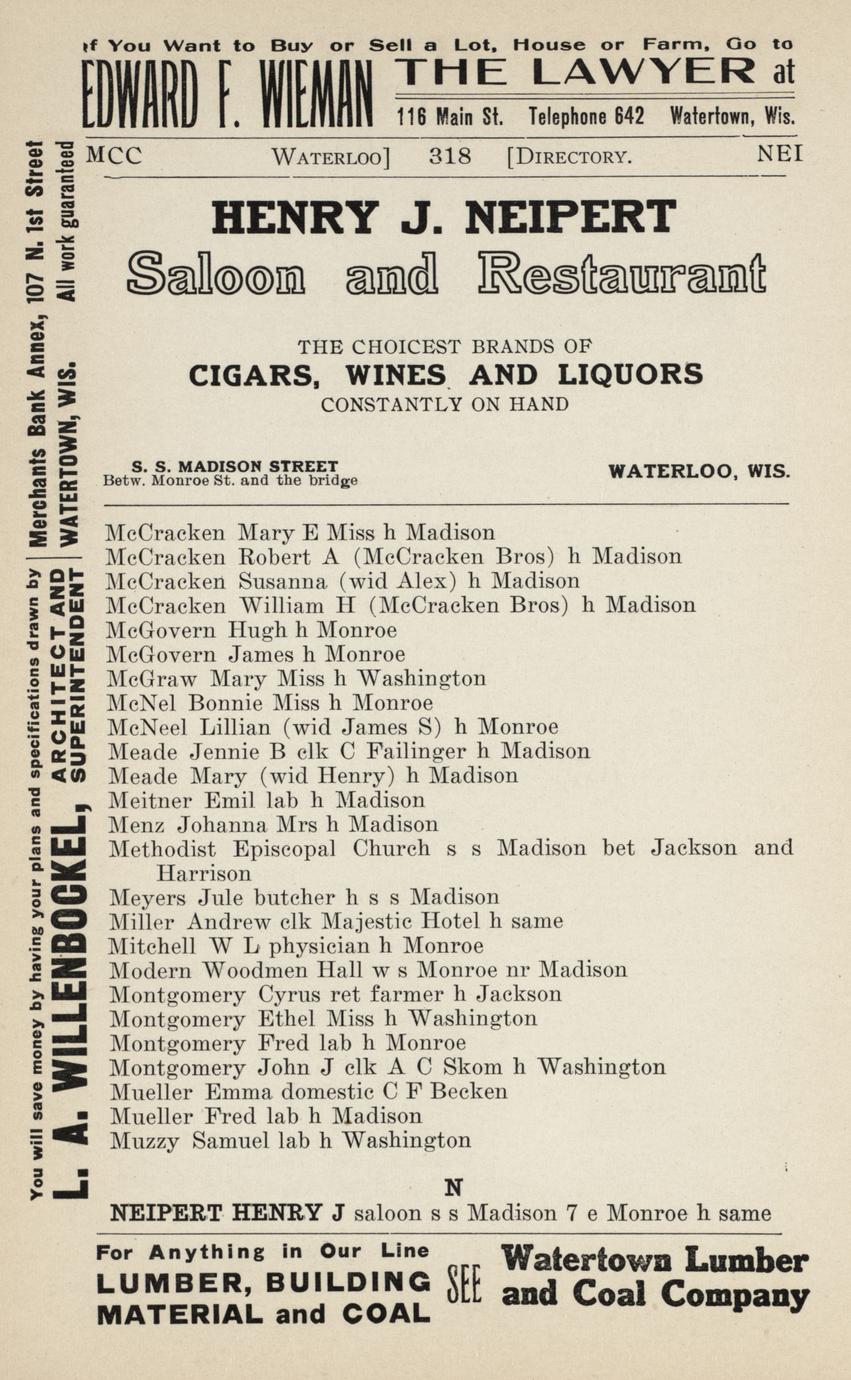 If You Want to Buy or Sell a Lot, House or Farm, Go to
EDWARD F. WIEMAN THE LAWYER at
116 Main St. Telephone 642 Watertown, Wis.
MCC WATERLOO] 318 [DIRECTORY. NEI
HENRY J. NEIPERT
Saloon and Restaurant
THE CHOICEST BRANDS OF
CIGARS, WINES AND LIQUORS
CONSTANTLY ON HAND
S. S. MADISON STREET
Betw. Monroe St. and the bridge
WATERLOO, WIS.
McCracken Mary E Miss h Madison
McCracken Robert A (McCracken Bros) h Madison
McCracken Susanna (wid Alex) h Madison
McCracken William H (McCracken Bros) h Madison
McGovern Hugh h Monroe
McGovern James h Monroe
McGraw Mary Miss h Washington
McNel Bonnie Miss h Monroe
McNeel Lillian (wid James S) h Monroe
Meade Jennie B clk C Failinger h Madison
Meade Mary (wid Henry) h Madison
Meitner Emil lab h Madison
Menz Johanna Mrs h Madison
Methodist Episcopal Church s s Madison bet Jackson and
Harrison
Meyers Jule butcher h s s Madison
Miller Andrew clk Majestic Hotel h same
Mitchell W L physician h Monroe
Modern Woodmen Hall w s Monroe nr Madison
Montgomery Cyrus ret farmer h Jackson
Montgomery Ethel Miss h Washington
Montgomery Fred lab h Monroe
Montgomery John J clk A C Skom h Washington
Mueller Emma domestic C F Becken
Mueller Fred lab h Madison
Muzzy Samuel lab h Washington
N
NEIPERT HENRY J saloon s s Madison 7 e Monroe h same
For Anything in Our Line
LUMBER, BUILDING
MATERIAL and COAL
SEE
Watertown Lumber
and Coal Company
You will save money by having your plans and specifications drawn by
L. A. WILLENBOCKEL,
ARCHITECT AND
SUPERINTENDENT
Merchants Bank Annex, 107 N. 1st Street
WATERTOWN, WIS. All work guaranteed